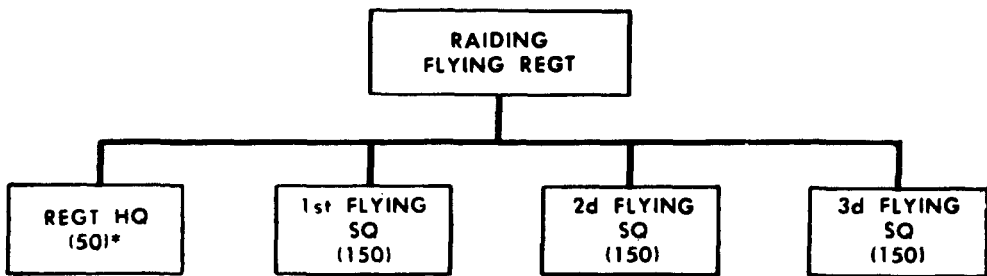 RAIDING
FLYING REGT
REGT HQ
(50)*
1st FLYING
SQ
(150)
2d FLYING
SQ
(150)
3d FLYING
SQ
(150)